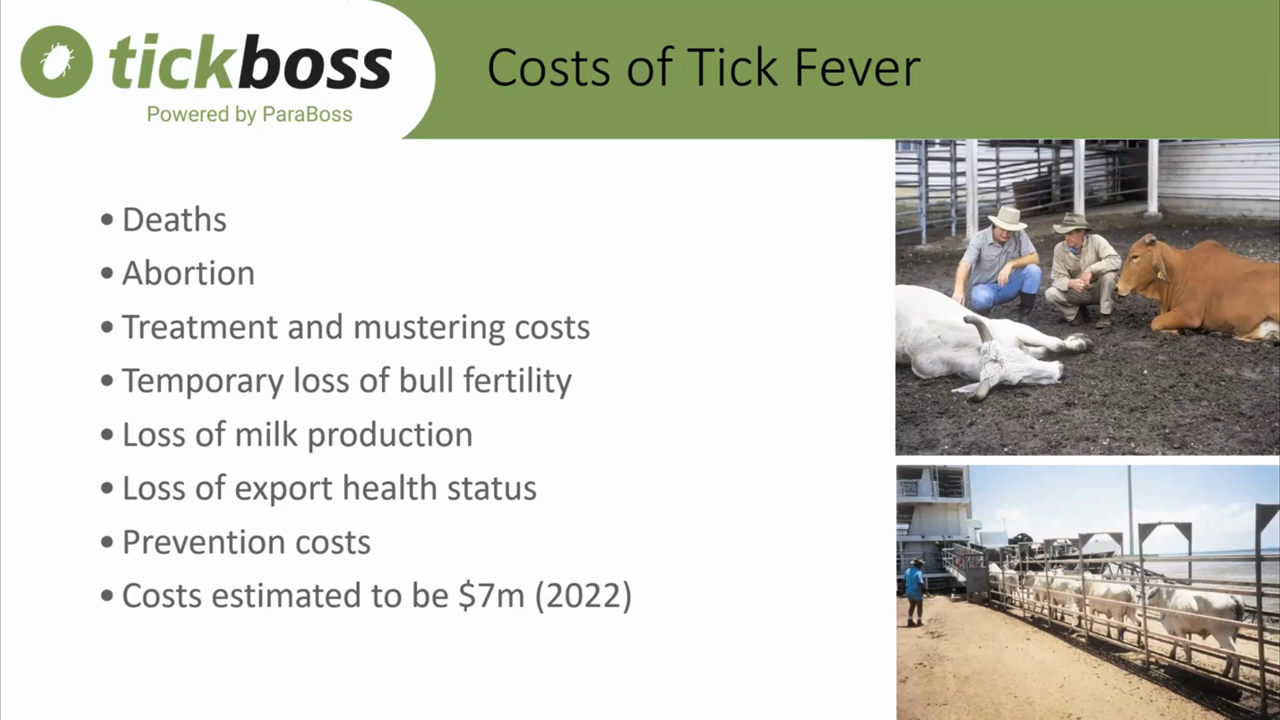 tickboss
Powered by ParaBoss
Costs of Tick Fever
• Deaths
• Abortion
• Treatment and mustering costs
• Temporary loss of bull fertility
• Loss of milk production
• Loss of export health status
• Prevention costs
• Costs estimated to be $7m (2022)